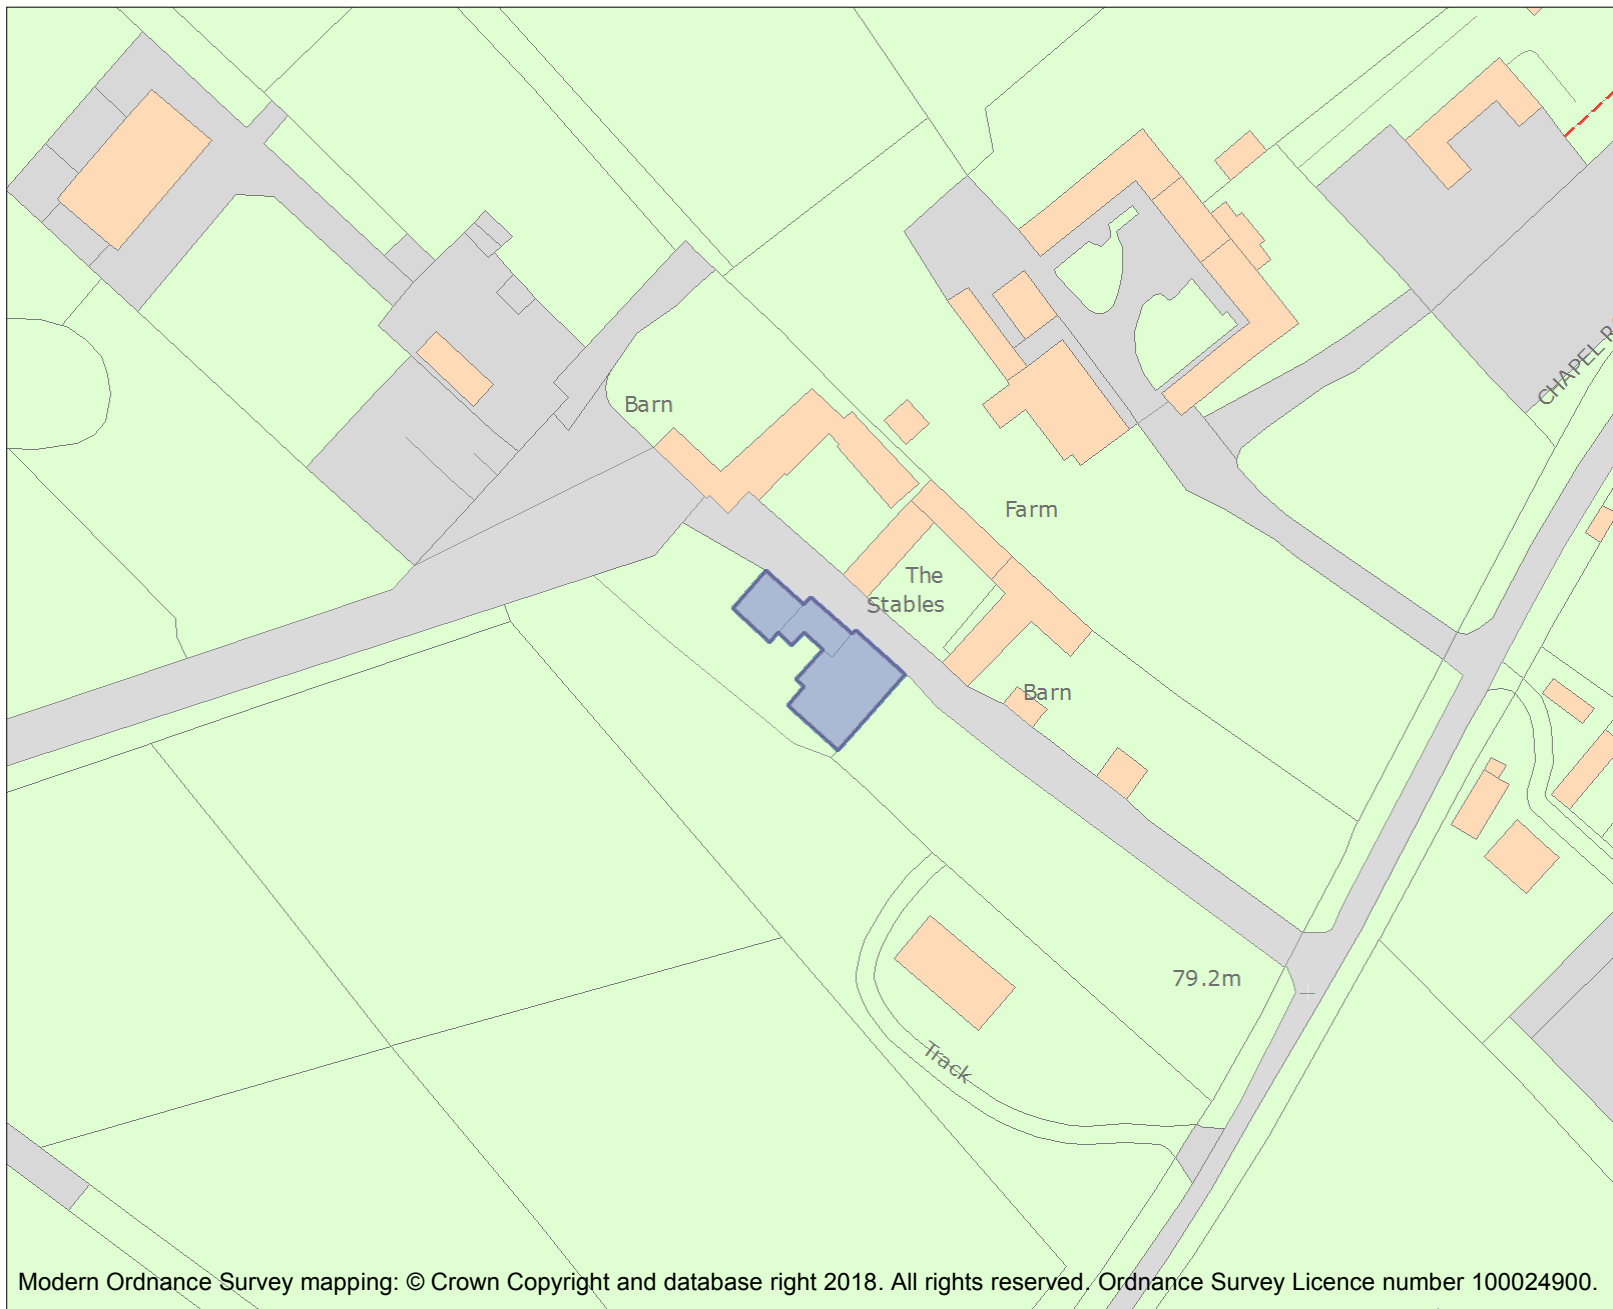 CHAPEL
Barn
Farm
The
Stables
Barn
79.2m
Track
Modern Ordnance Survey mapping: © Crown Copyright and database right 2018. All rights reserved. Ordnance Survey Licence number 100024900.